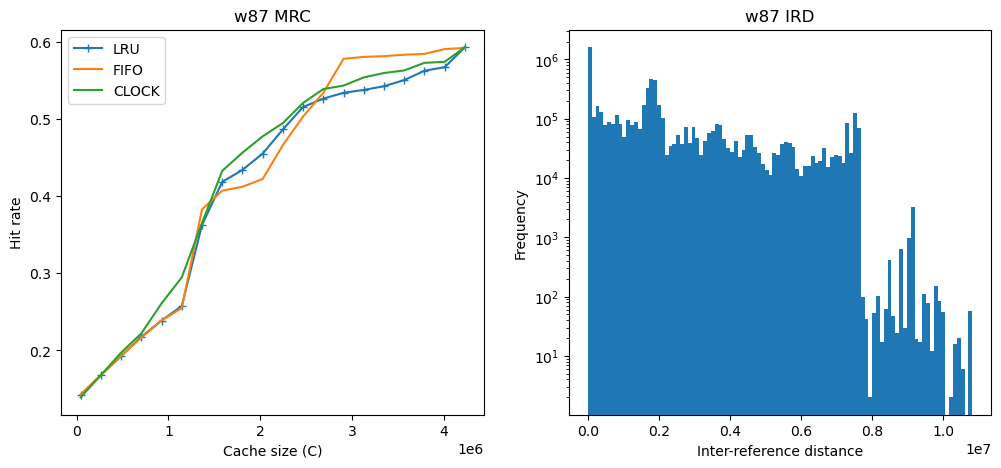 w87 MRC
LRU
FIFO
CLOCK
Hit rate
0.6
0.5
0.4
0.3
0.2
0
1
2
3
4
1e6
Cache size (C)
w87 IRD
Frequency
10^6
10^5
10^4
10^3
10^2
10^1
0.0
0.2
0.4
0.6
0.8
1.0
1e7
Inter-reference distance